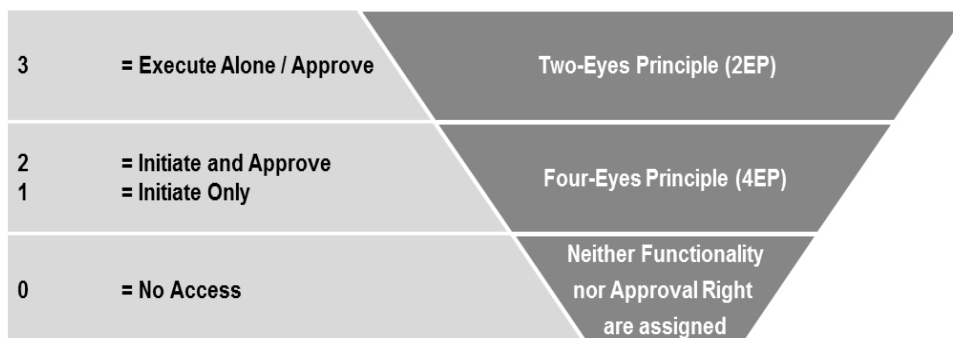 3 = Execute Alone / Approve
Two-Eyes Principle (2EP)
2 = Initiate and Approve
1 = Initiate Only
Four-Eyes Principle (4EP)
0 = No Access
Neither Functionality
nor Approval Right
are assigned